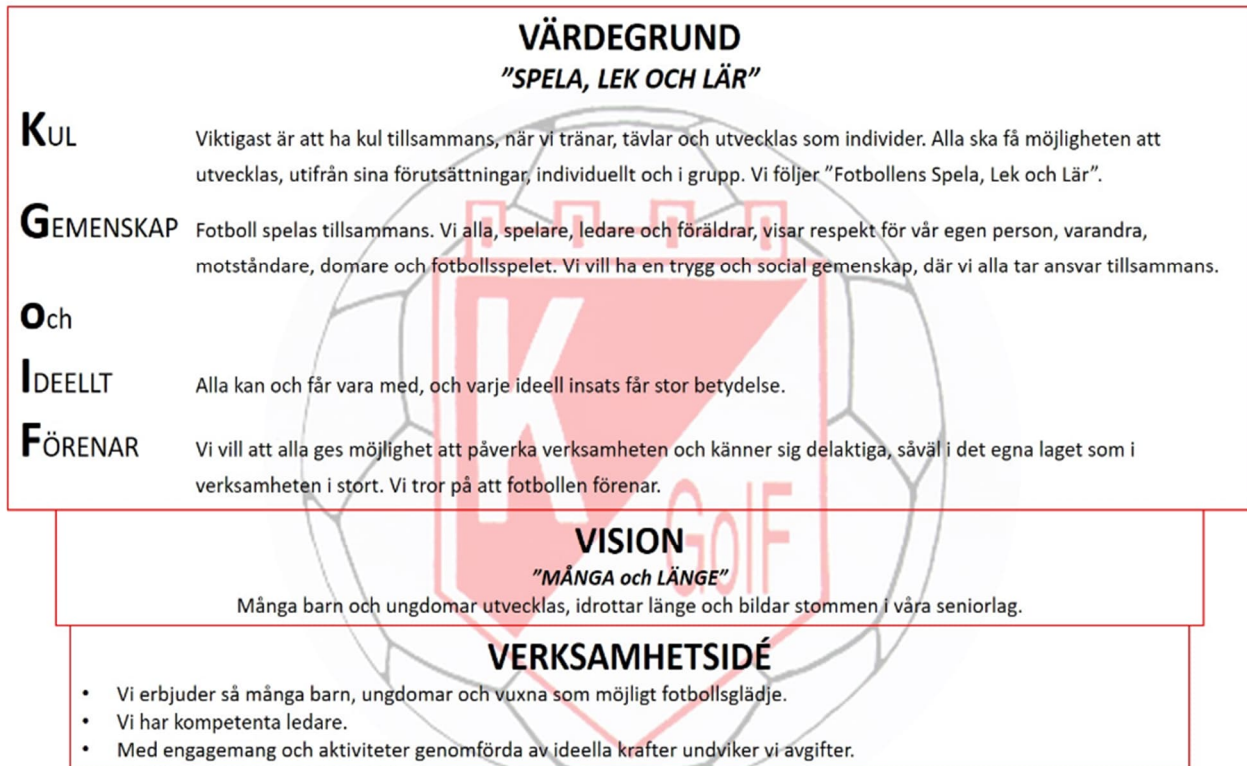 VÄRDEGRUND
”SPELA, LEK OCH LÄR”
KUL Viktigast är att ha kul tillsammans, när vi tränar, tävlar och utvecklas som individer. Alla ska få möjligheten att
utvecklas, utifrån sina förutsättningar, individuellt och i grupp. Vi följer ”Fotbollens Spela, Lek och Lär”.
GEMENSKAP Fotboll spelas tillsammans. Vi alla, spelare, ledare och föräldrar, visar respekt för vår egen person, varandra,
motståndare, domare och fotbollsspelet. Vi vill ha en trygg och social gemenskap, där vi alla tar ansvar tillsammans.
och
IDEELLT Alla kan och får vara med, och varje ideell insats får stor betydelse.
FÖRENAR Vi vill att alla ges möjlighet att påverka verksamheten och känner sig delaktiga, såväl i det egna laget som i
verksamheten i stort. Vi tror på att fotbollen förenar.
K
GoIF
VISION
”MÅNGA och LÄNGE”
Många barn och ungdomar utvecklas, idrottar länge och bildar stommen i våra seniorlag.
VERKSAMHETSIDÉ
• Vi erbjuder så många barn, ungdomar och vuxna som möjligt fotbollsglädje.
• Vi har kompetenta ledare.
• Med engagemang och aktiviteter genomförda av ideella krafter undviker vi avgifter.